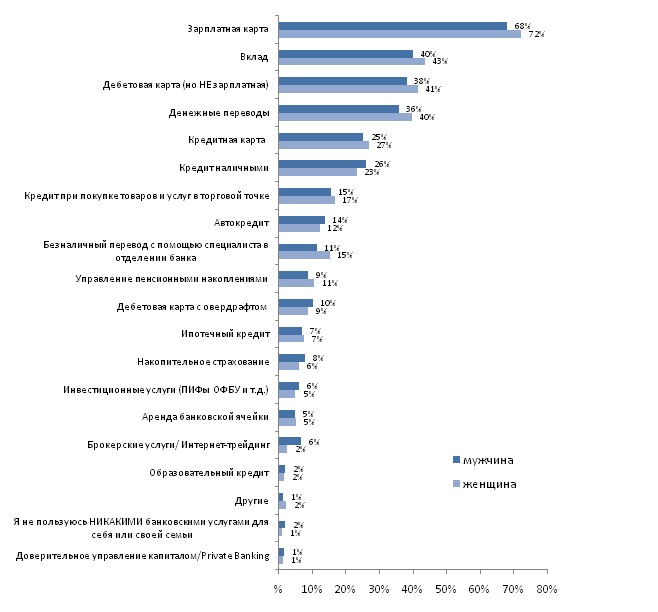 Зарплатная карта
68%
72%
Вклад
40%
43%
Дебетовая карта (но НЕ зарплатная)
38%
41%
Денежные переводы
36%
40%
Кредитная карта
25%
27%
Кредит наличными
26%
23%
Кредит при покупке товаров и услуг в торговой точке
15%
17%
Автокредит
14%
12%
Безналичный перевод с помощью специалиста в
отделении банка
11%
15%
Управление пенсионными накоплениями
9%
11%
Дебетовая карта с овердрафтом
10%
9%
Ипотечный кредит
7%
7%
Накопительное страхование
8%
6%
Инвестиционные услуги (ПИФы ОФБУ и т.д.)
6%
5%
Аренда банковской ячейки
5%
5%
Брокерские услуги/ Интернет-трейдинг
6%
2%
Образовательный кредит
2%
2%
Другие
1%
2%
Я не пользуюсь НИКАКИМИ банковскими услугами для
себя или своей семьи
2%
1%
Доверительное управление капиталом/Private Banking
1%
1%
мужчина
женщина
% 10% 20% 30% 40% 50% 60% 70% 80%